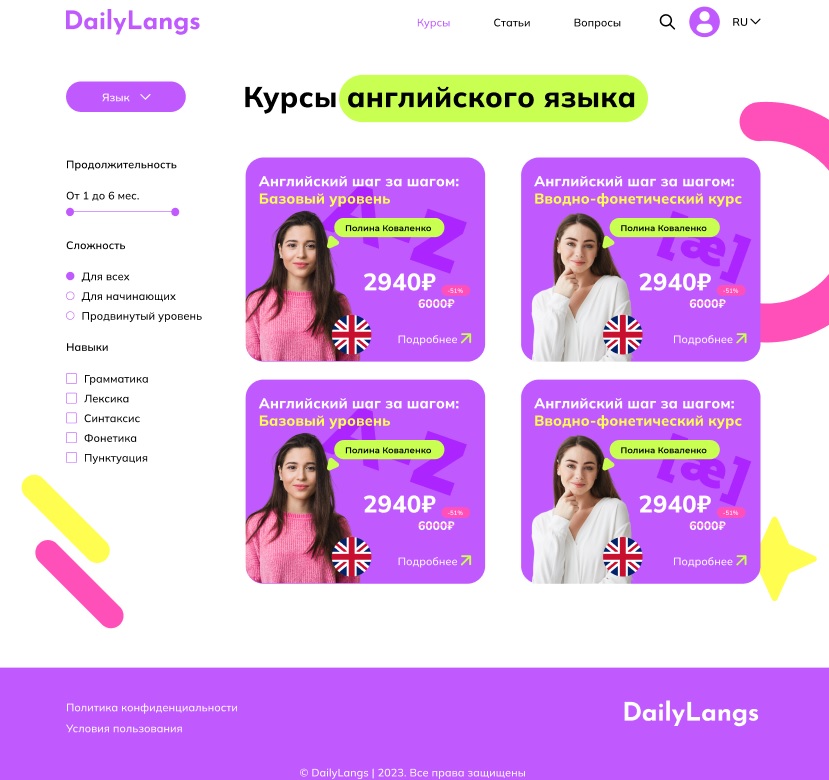 DailyLangs
Курсы
Статьи
Вопросы
RU
Язык
Курсы английского языка
Продолжительность
От 1 до 6 мес.
Сложность
Для всех
Для начинающих
Продвинутый уровень
Навыки
Грамматика
Лексика
Синтаксис
Фонетика
Пунктуация
Английский шаг за шагом:
Базовый уровень
A Z
Полина Коваленко
2940₽
-51%
6000₽
Подробнее
Английский шаг за шагом:
Вводно-фонетический курс
[æ]
Полина Коваленко
2940₽
-51%
6000₽
Подробнее
Английский шаг за шагом:
Базовый уровень
A Z
Полина Коваленко
2940₽
-51%
6000₽
Подробнее
Английский шаг за шагом:
Вводно-фонетический курс
[æ]
Полина Коваленко
2940₽
-51%
6000₽
Подробнее
Политика конфиденциальности
Условия пользования
DailyLangs
© DailyLangs | 2023. Все права защищены